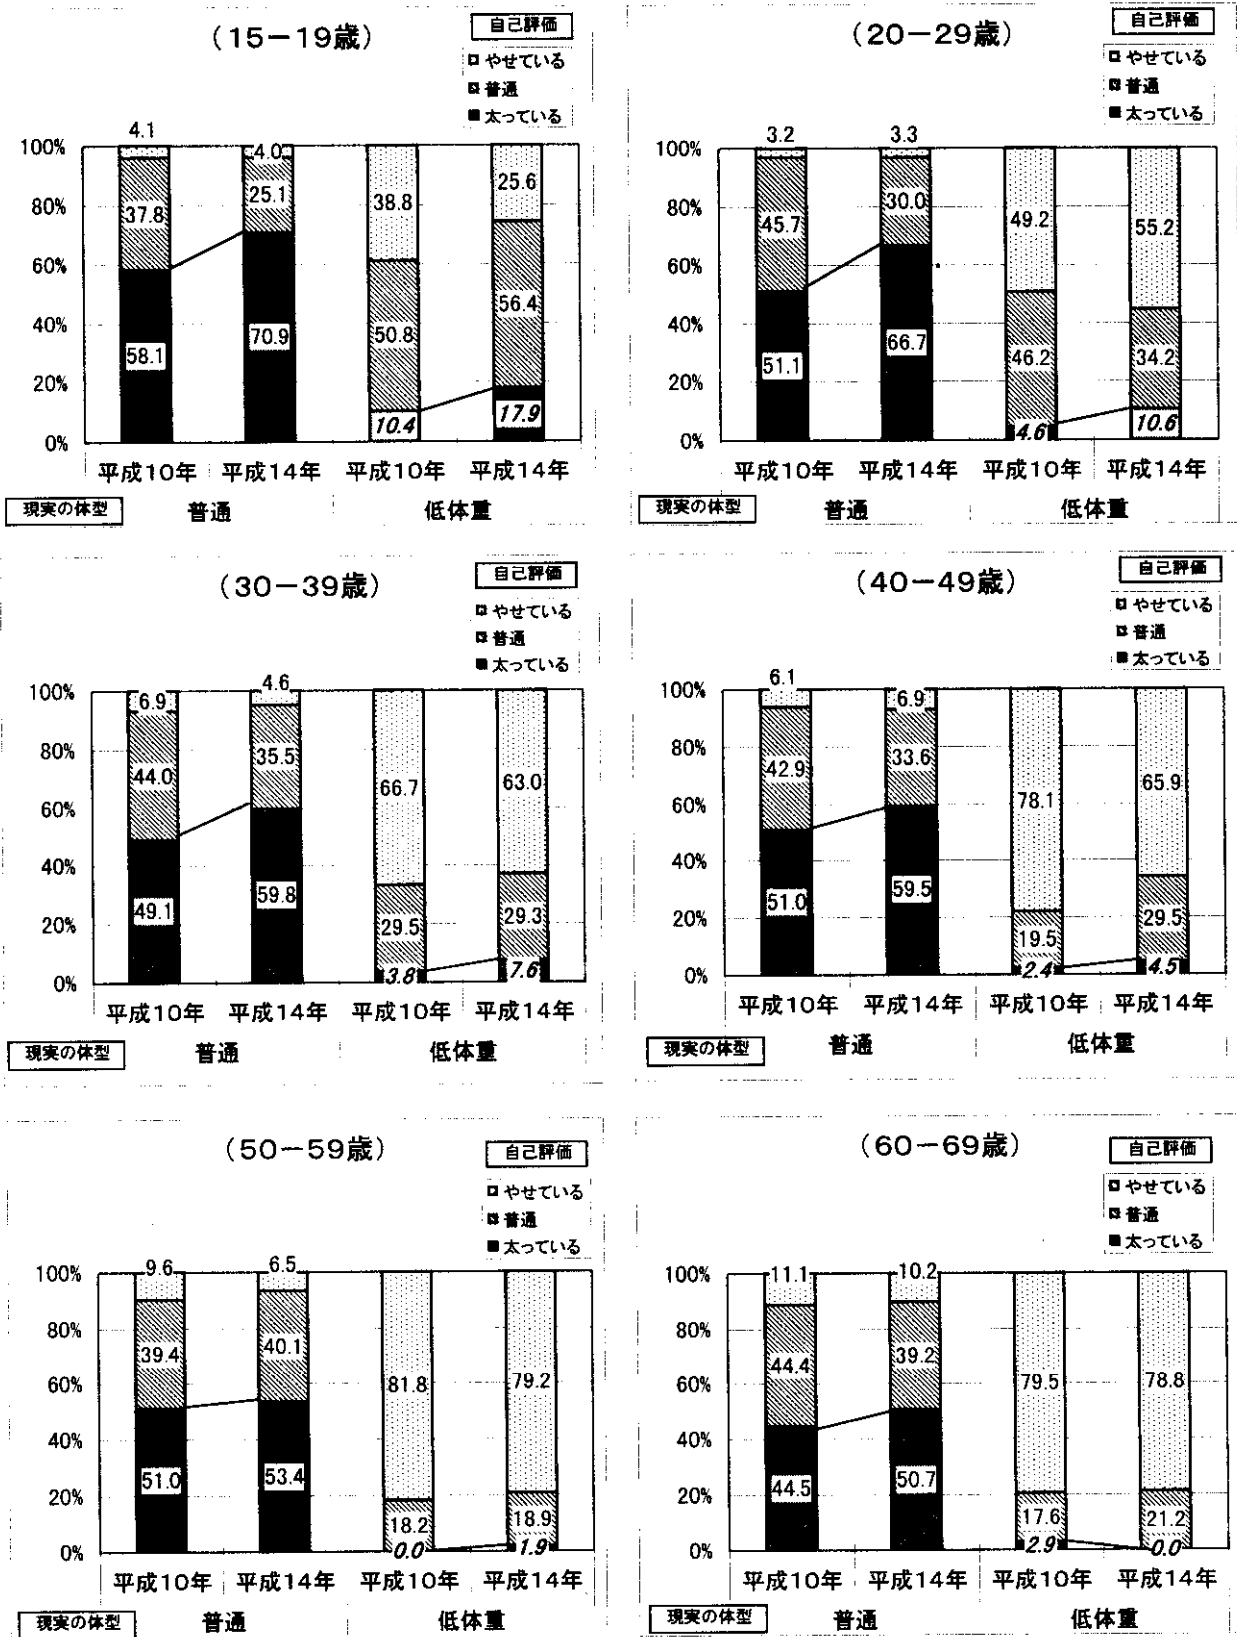 (15－19歳)
自己評価
やせている
普通
太っている
4.1
4.0
100%
37.8
25.1
38.8
25.6
80%
60%
58.1
70.9
50.8
56.4
40%
20%
10.4
17.9
0%
平成10年 平成14年 平成10年 平成14年
現実の体型 普通 低体重
(20－29歳)
自己評価
やせている
普通
太っている
3.2
3.3
100%
45.7
30.0
49.2
55.2
80%
60%
51.1
66.7
46.2
34.2
40%
20%
4.6
10.6
0%
平成10年 平成14年 平成10年 平成14年
現実の体型 普通 低体重
(30－39歳)
自己評価
やせている
普通
太っている
6.9
4.6
100%
44.0
35.5
66.7
63.0
80%
60%
49.1
59.8
29.5
29.3
40%
20%
3.8
7.6
0%
平成10年 平成14年 平成10年 平成14年
現実の体型 普通 低体重
(40－49歳)
自己評価
やせている
普通
太っている
6.1
6.9
100%
42.9
33.6
78.1
65.9
80%
60%
51.0
59.5
19.5
29.5
40%
20%
2.4
4.5
0%
平成10年 平成14年 平成10年 平成14年
現実の体型 普通 低体重
(50－59歳)
自己評価
やせている
普通
太っている
9.6
6.5
100%
39.4
40.1
81.8
79.2
80%
60%
51.0
53.4
18.2
18.9
40%
20%
0.0
1.9
0%
平成10年 平成14年 平成10年 平成14年
現実の体型 普通 低体重
(60－69歳)
自己評価
やせている
普通
太っている
11.1
10.2
100%
44.4
39.2
79.5
78.8
80%
60%
44.5
50.7
17.6
21.2
40%
20%
2.9
0.0
0%
平成10年 平成14年 平成10年 平成14年
現実の体型 普通 低体重